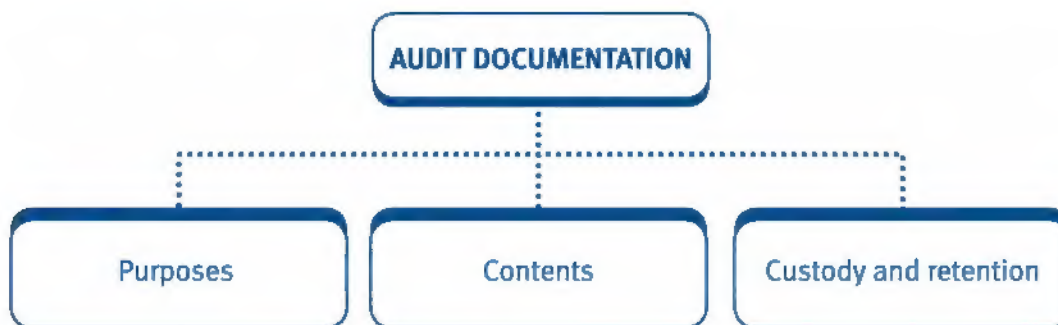 AUDIT DOCUMENTATION
Purposes
Contents
Custody and retention